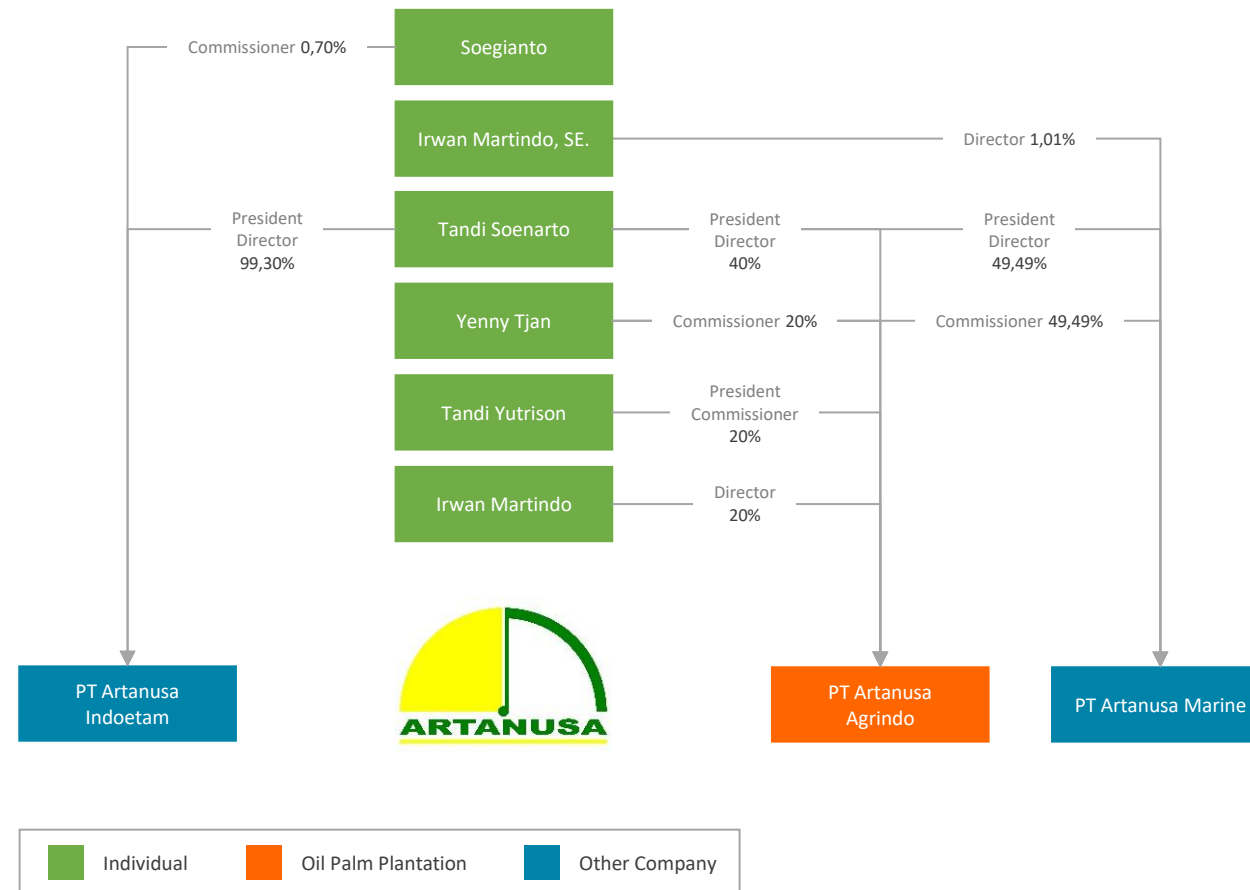 Commissioner 0,70%
Soegianto
Irwan Martindo, SE.
Director 1,01%
President
Director
99,30%
Tandi Soenarto
President
Director
40%
President
Director
49,49%
Yenny Tjan
Commissioner 20%
Commissioner 49,49%
Tandi Yutrison
President
Commissioner
20%
Irwan Martindo
Director
20%
PT Artanusa
Indoetam
ARTANUSA
PT Artanusa
Agrindo
PT Artanusa Marine
Individual
Oil Palm Plantation
Other Company